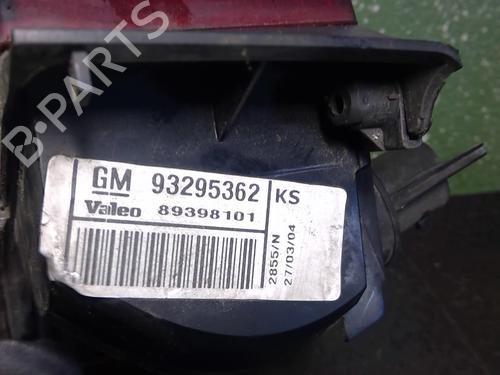 B-PARTS
GM 93295362 KS
Valeo 89398101
2855/N
27/03/04